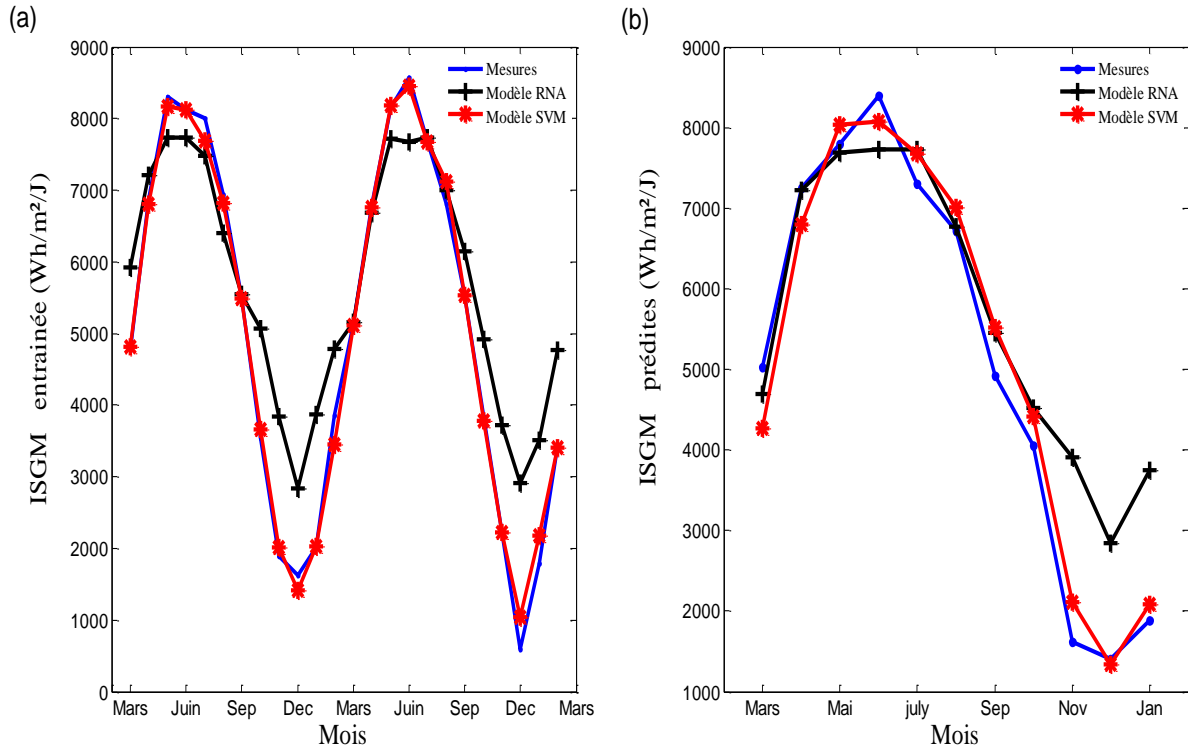 (a)
9000
8000
7000
6000
5000
4000
3000
2000
1000
0
ISGM entrainée (Wh/m²/J)
Mesures
Modèle RNA
Modèle SVM
Mars Juin Sep Dec Mars Juin Sep Dec Mars
Mois
(b)
9000
8000
7000
6000
5000
4000
3000
2000
1000
ISGM prédites (Wh/m²/J)
Mesures
Modèle RNA
Modèle SVM
Mars Mai july Sep Nov Jan
Mois